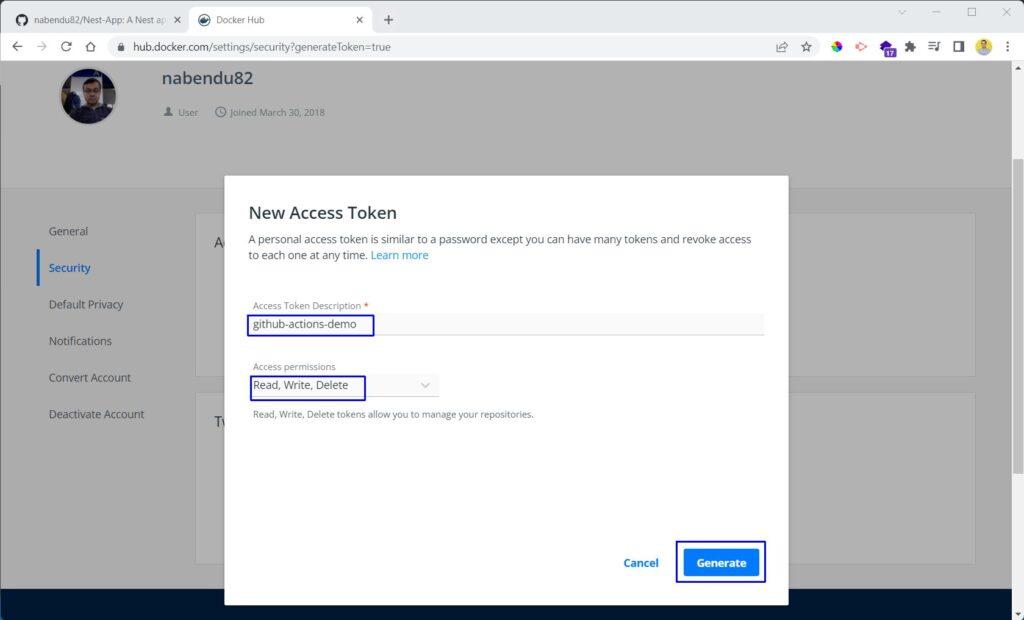 nabendu82/Nest-App: A Nest ap
Docker Hub
hub.docker.com/settings/security?generateToken=true
17
nabendu82
User
Joined March 30, 2018
General
Security
Default Privacy
Notifications
Convert Account
Deactivate Account
New Access Token
A personal access token is similar to a password except you can have many tokens and revoke access
to each one at any time. Learn more
Access Token Description *
github-actions-demo
Access permissions
Read, Write, Delete
Read, Write, Delete tokens allow you to manage your repositories.
Cancel
Generate